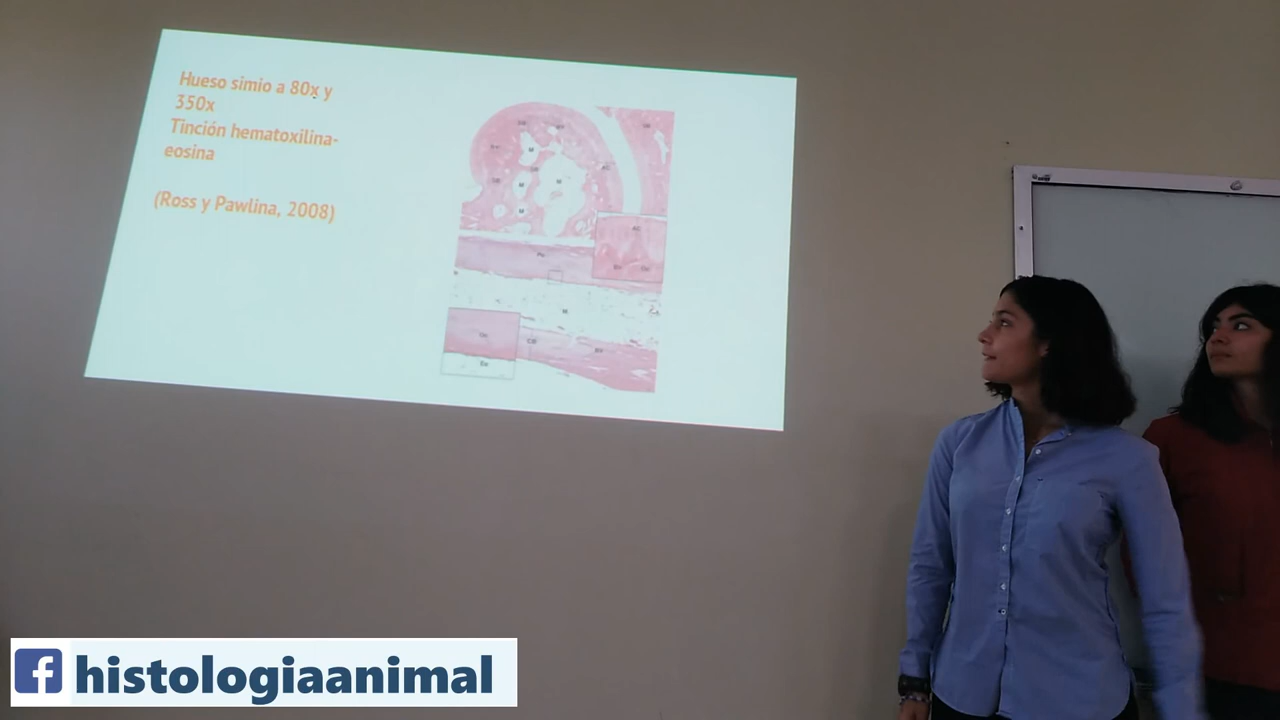 Hueso simio a 80x y
350x
Tinción hematoxilina-
eosina
(Ross y Pawlina, 2008)
histologiaanimal